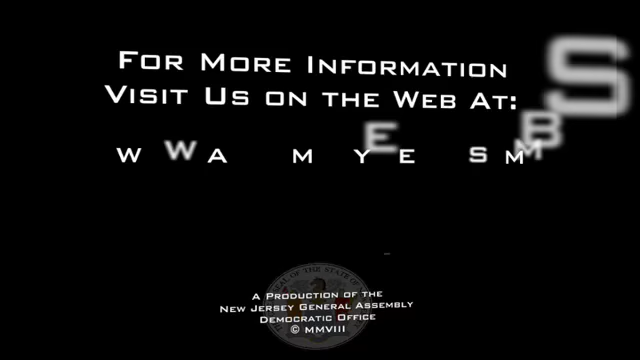 For More Information
Visit Us on the Web At:
A Production of the
New Jersey General Assembly
Democratic Office
© MMVIII